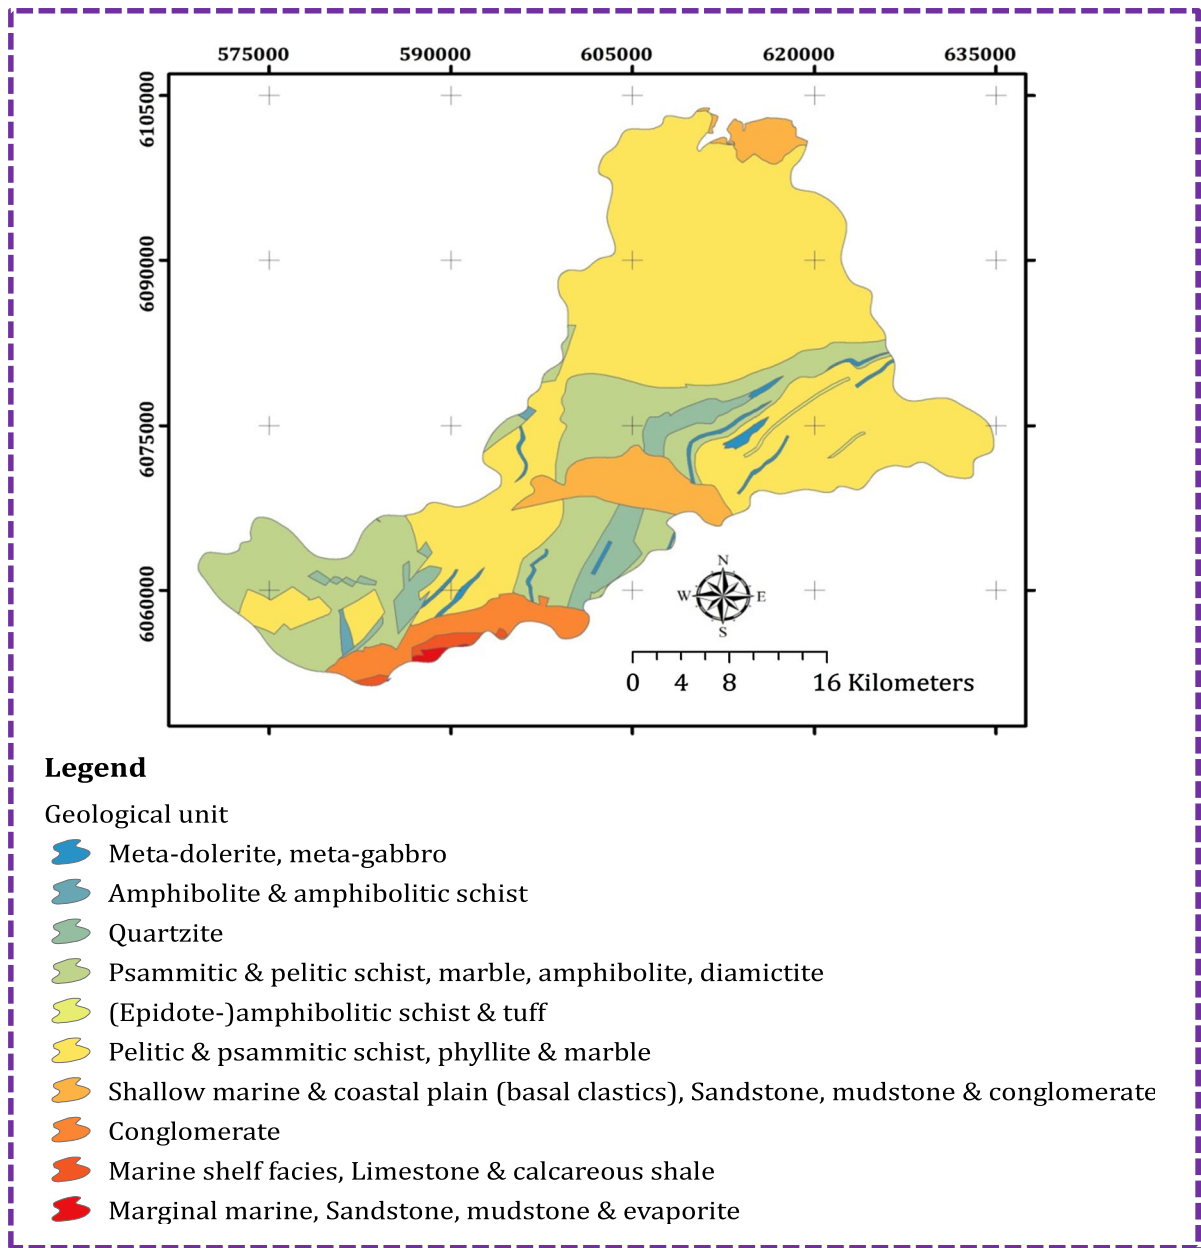 575000 590000 605000 620000 635000
6105000
6090000
6075000
6060000
N
W E
S
0 4 8 16 Kilometers
Legend
Geological unit
Meta-dolerite, meta-gabbro
Amphibolite & amphibolitic schist
Quartzite
Psammitic & pelitic schist, marble, amphibolite, diamictite
(Epidote-)amphibolitic schist & tuff
Pelitic & psammitic schist, phyllite & marble
Shallow marine & coastal plain (basal clastics), Sandstone, mudstone & conglomerate
Conglomerate
Marine shelf facies, Limestone & calcareous shale
Marginal marine, Sandstone, mudstone & evaporite